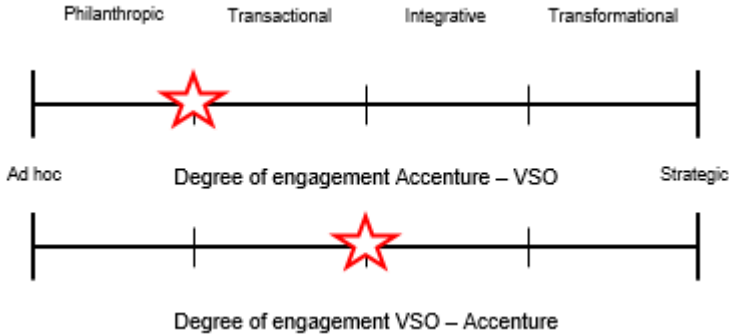 Philanthropic Transactional Integrative Transformational
Ad hoc Degree of engagement Accenture – VSO Strategic
Degree of engagement VSO – Accenture